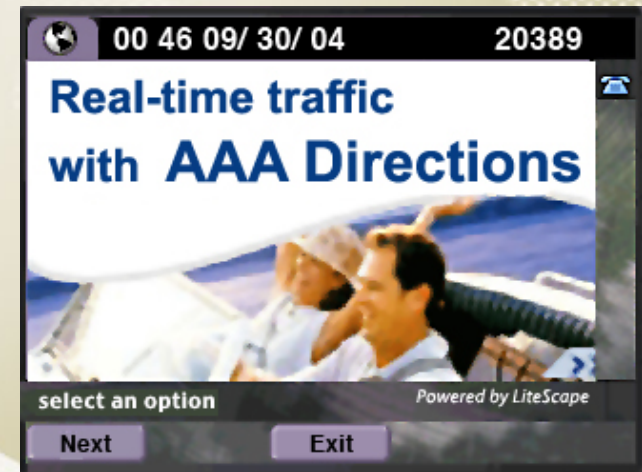 00 46 09/ 30/ 04 20389
Real-time traffic
with AAA Directions
select an option Powered by LiteScape
Next Exit